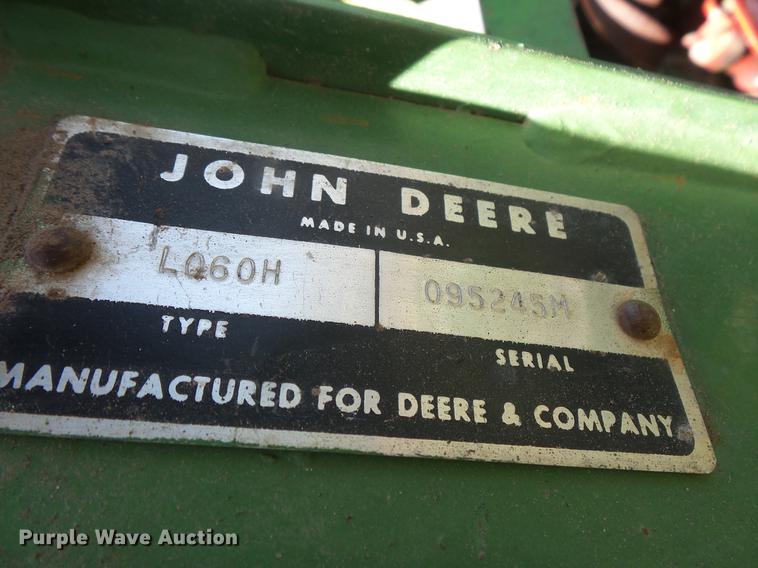 JOHN DEERE
MADE IN U.S.A.
L060H 095245M
TYPE SERIAL
MANUFACTURED FOR DEERE & COMPANY
Purple Wave Auction